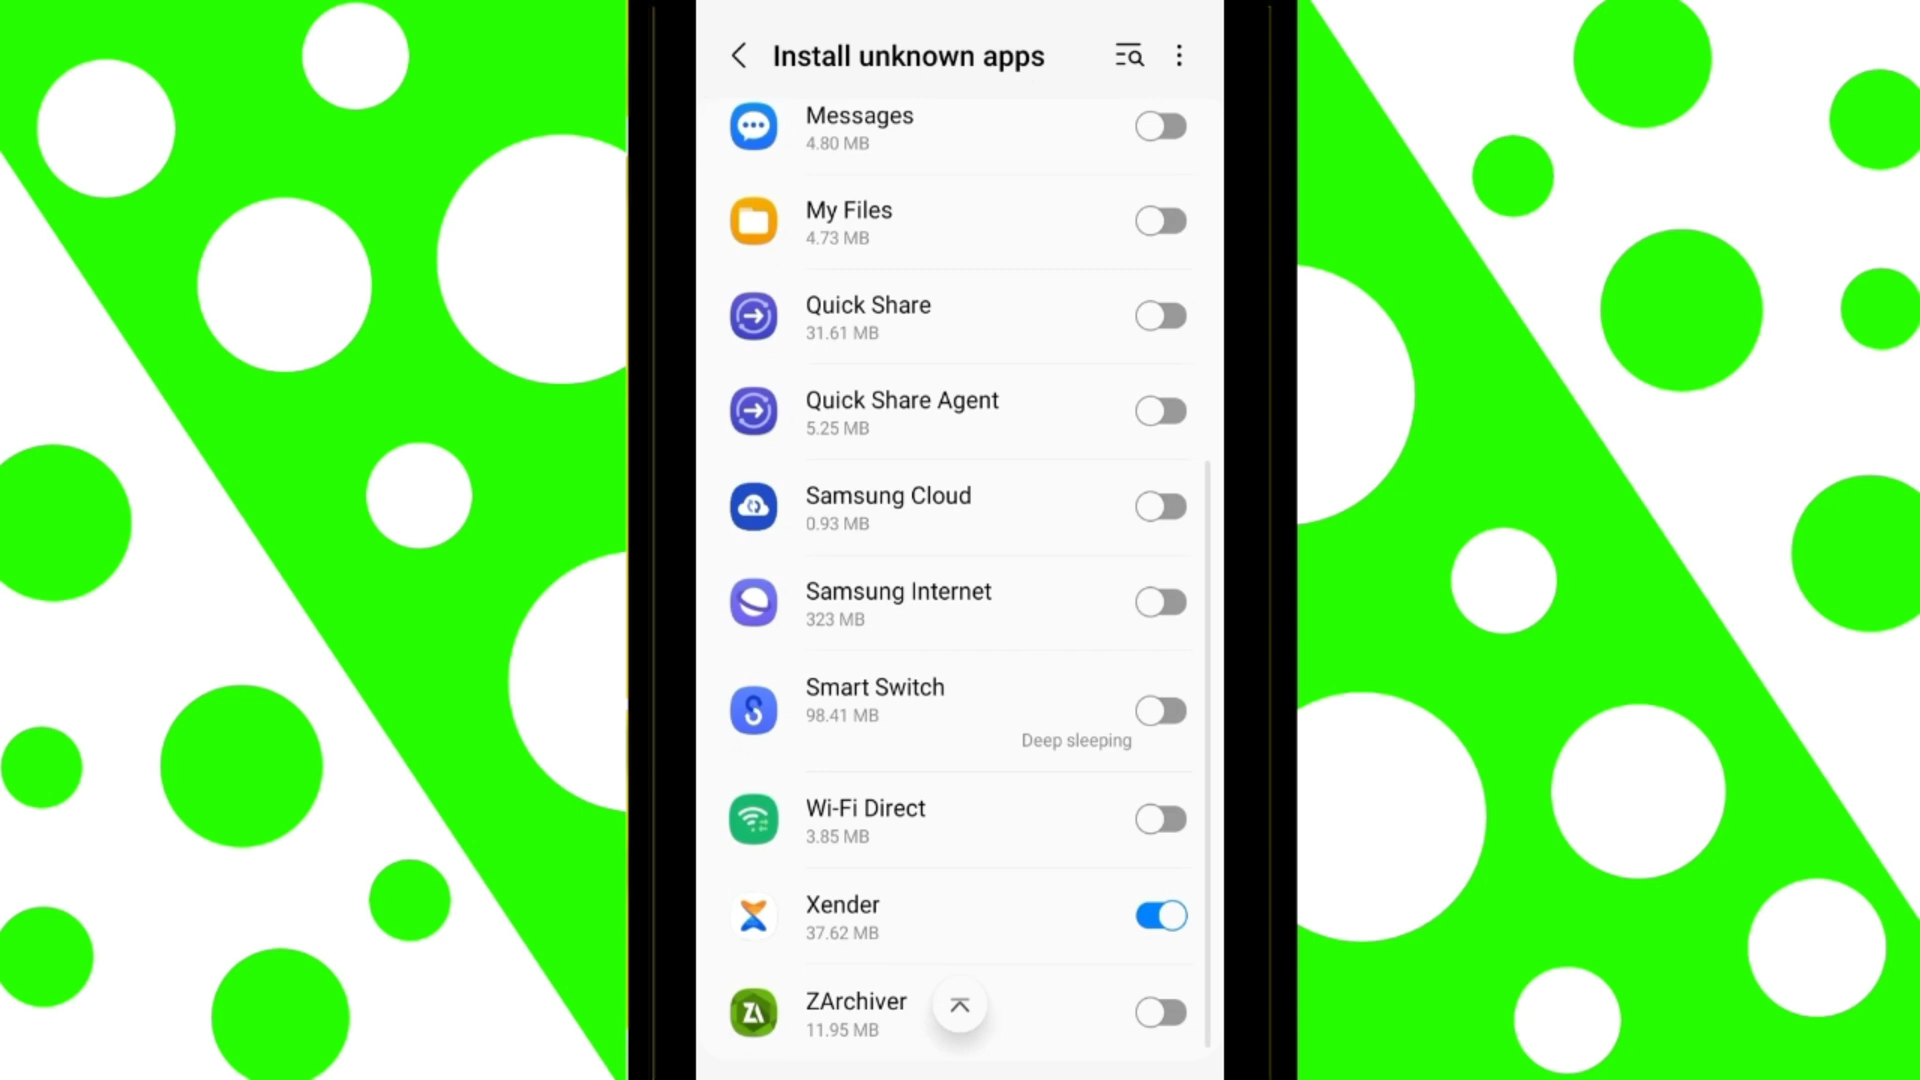 Install unknown apps
Messages
4.80 MB
My Files
4.73 MB
Quick Share
31.61 MB
Quick Share Agent
5.25 MB
Samsung Cloud
0.93 MB
Samsung Internet
323 MB
Smart Switch
98.41 MB
Deep sleeping
Wi-Fi Direct
3.85 MB
Xender
37.62 MB
ZArchiver
11.95 MB